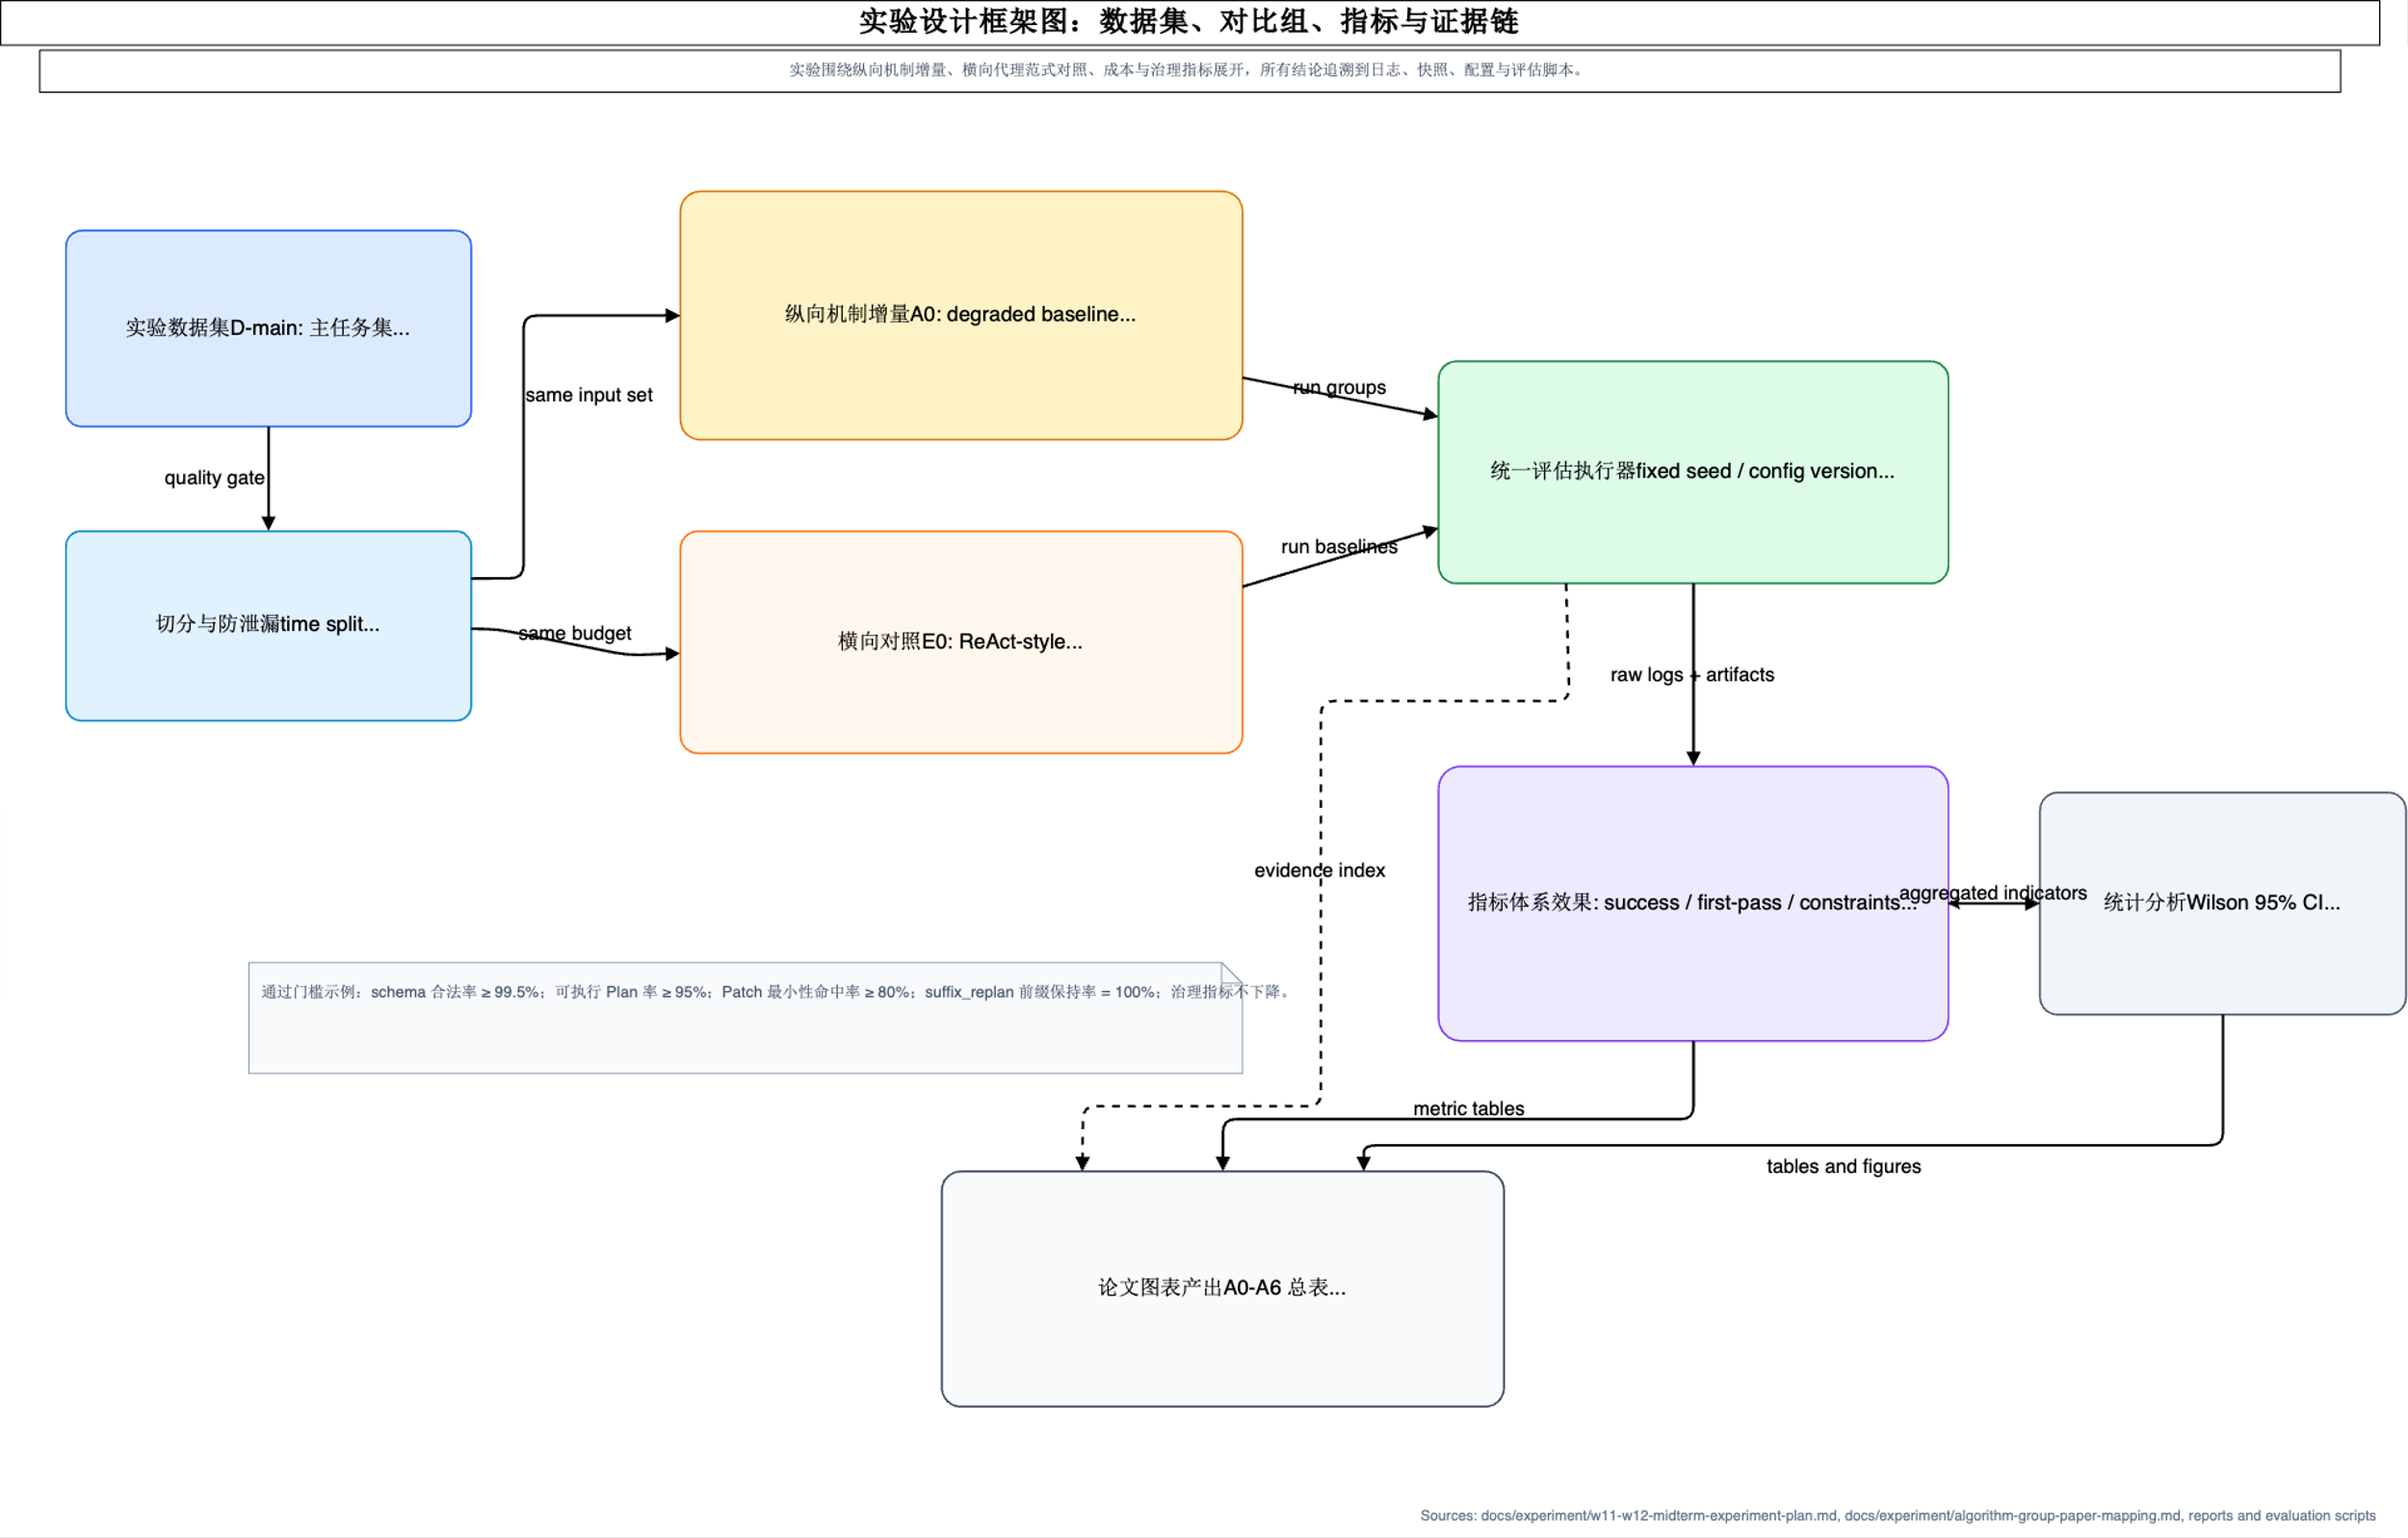 实验设计框架图：数据集、对比组、指标与证据链
实验围绕纵向机制增量、横向代理范式对照、成本与治理指标展开，所有结论追溯到日志、快照、配置与评估脚本。
实验数据集D-main: 主任务集...
纵向机制增量A0: degraded baseline...
same input set
run groups
quality gate
统一评估执行器fixed seed / config version...
切分与防泄漏time split...
same budget
横向对照E0: ReAct-style...
run baselines
raw logs + artifacts
evidence index
指标体系效果: success / first-pass / constraints...
aggregated indicators
统计分析Wilson 95% CI...
通过门槛示例：schema 合法率 ≥ 99.5%；可执行 Plan 率 ≥ 95%；Patch 最小性命中率 ≥ 80%；suffix_replan 前缀保持率 = 100%；治理指标不下降。
metric tables
tables and figures
论文图表产出A0-A6 总表...
Sources: docs/experiment/w11-w12-midterm-experiment-plan.md, docs/experiment/algorithm-group-paper-mapping.md, reports and evaluation scripts